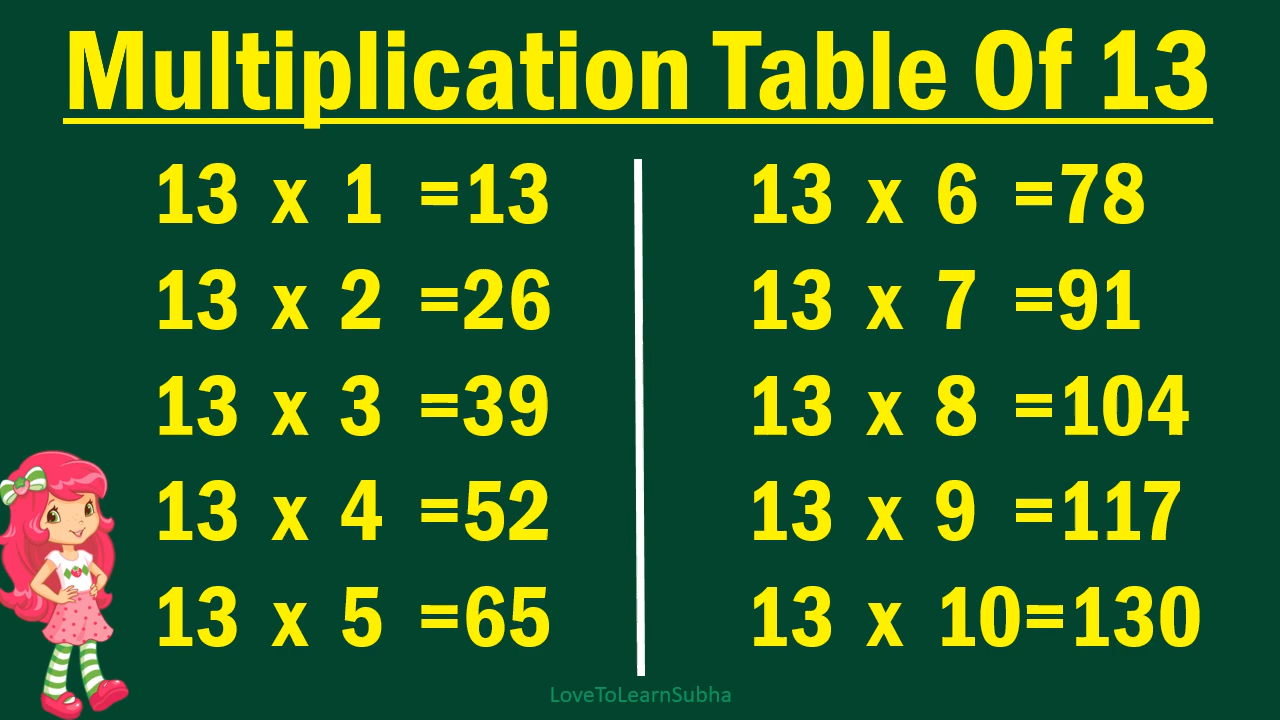 Multiplication Table Of 13
13 x 1 =13
13 x 2 =26
13 x 3 =39
13 x 4 =52
13 x 5 =65
13 x 6 =78
13 x 7 =91
13 x 8 =104
13 x 9 =117
13 x 10=130
LoveToLearnSubha